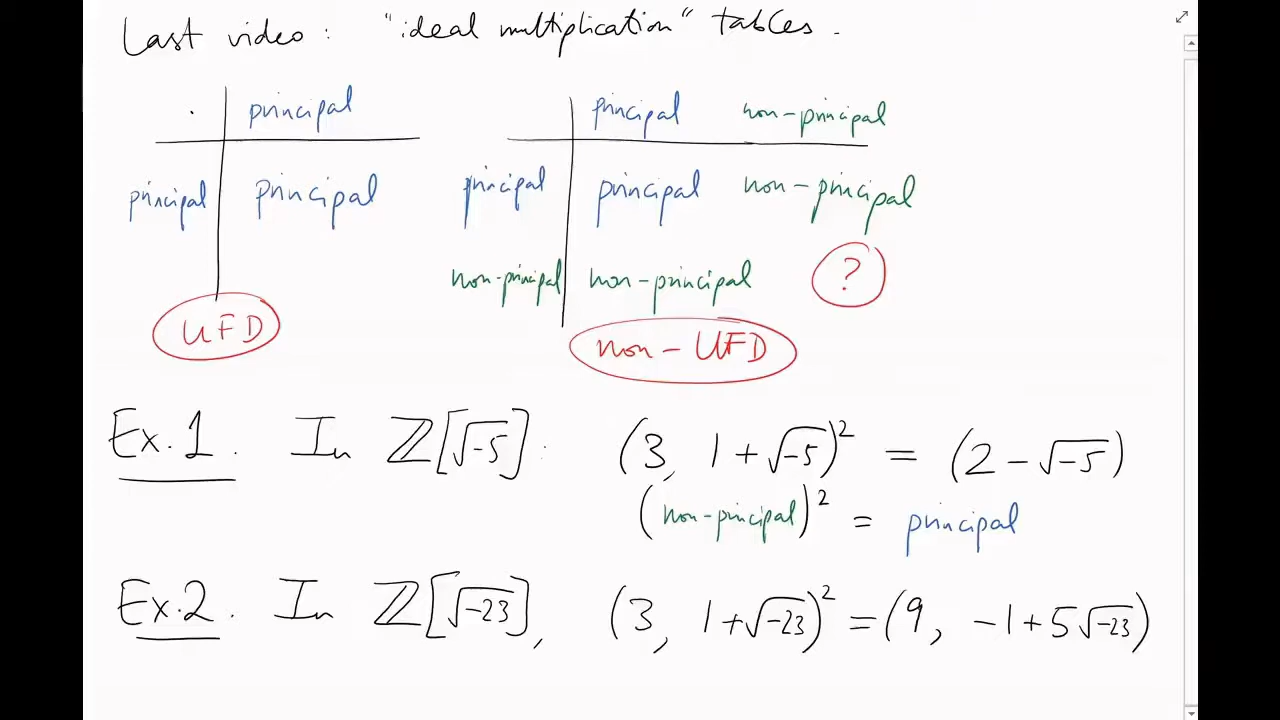 Last video: "ideal multiplication" tables.
· principal
principal principal
UFD
principal non-principal
principal principal non-principal
non-principal non-principal ?
non-UFD
Ex.1. In ℤ[√-5]: (3, 1+√-5)² = (2-√-5)
(non-principal)² = principal
Ex.2. In ℤ[√-23], (3, 1+√-23)² = (9, -1+5√-23)